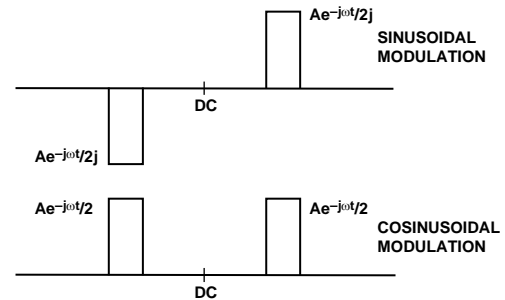 Ae−jωt/2j
SINUSOIDAL
MODULATION
DC
Ae−jωt/2j
Ae−jωt/2
Ae−jωt/2
COSINUSOIDAL
MODULATION
DC